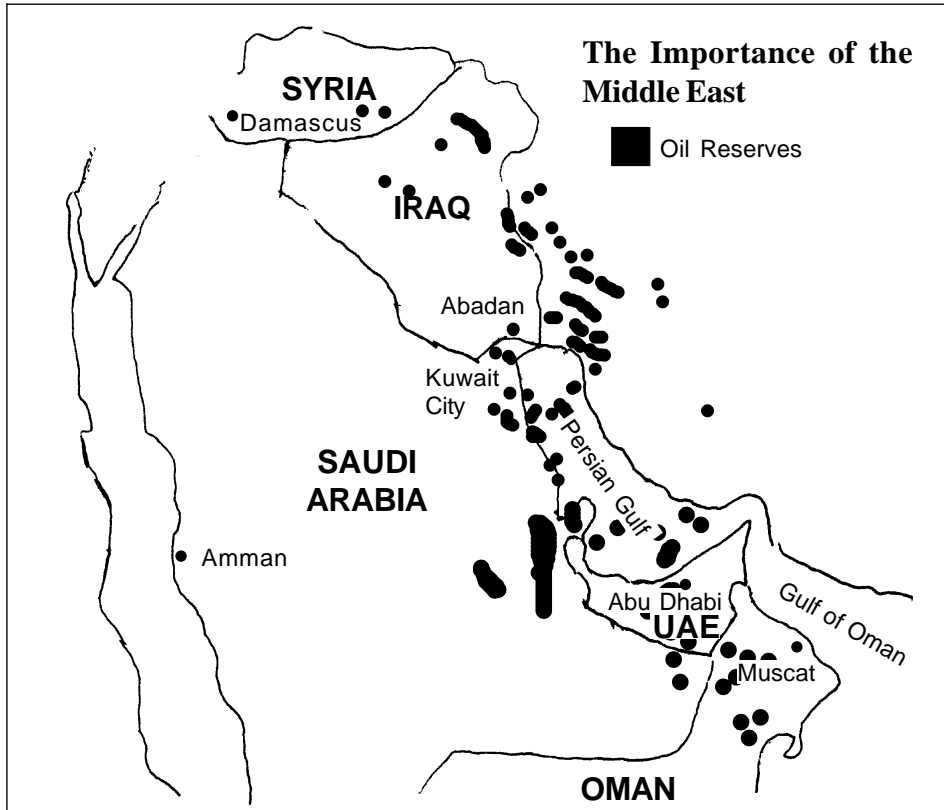 The Importance of the
Middle East
Oil Reserves
SYRIA
Damascus
IRAQ
Abadan
Kuwait
City
Persian Gulf
SAUDI
ARABIA
Amman
Abu Dhabi
UAE
Gulf of Oman
Muscat
OMAN